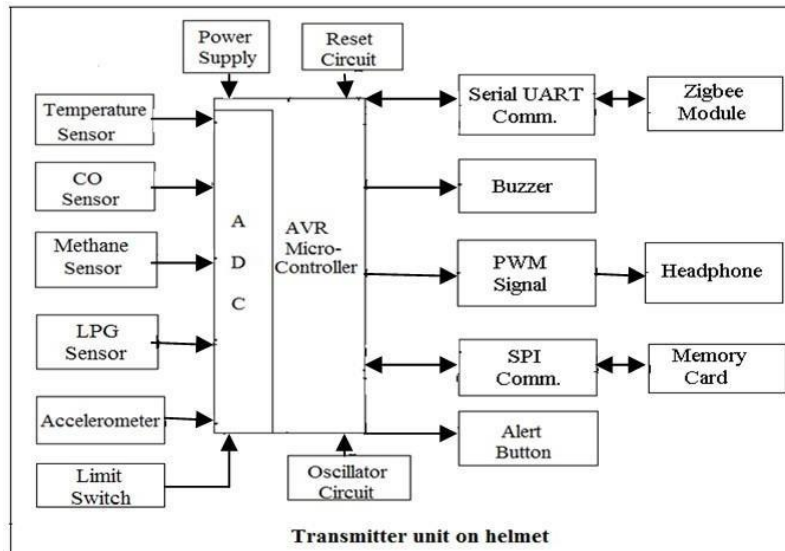 Power
Supply
Reset
Circuit
Temperature
Sensor
CO
Sensor
Methane
Sensor
LPG
Sensor
Accelerometer
Limit
Switch
A
D
C
AVR
Micro-
Controller
Oscillator
Circuit
Serial UART
Comm.
Zigbee
Module
Buzzer
PWM
Signal
Headphone
SPI
Comm.
Memory
Card
Alert
Button
Transmitter unit on helmet